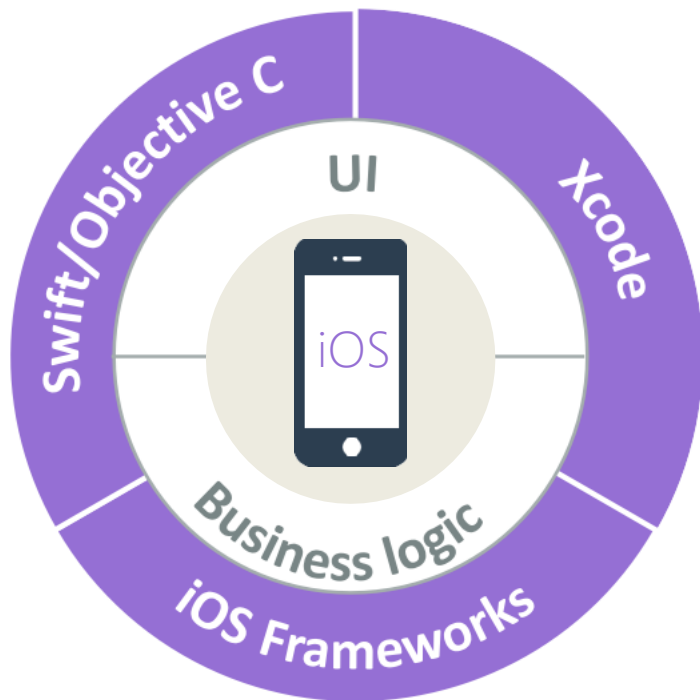 Swift/Objective C
Xcode
UI
iOS
Business logic
iOS Frameworks